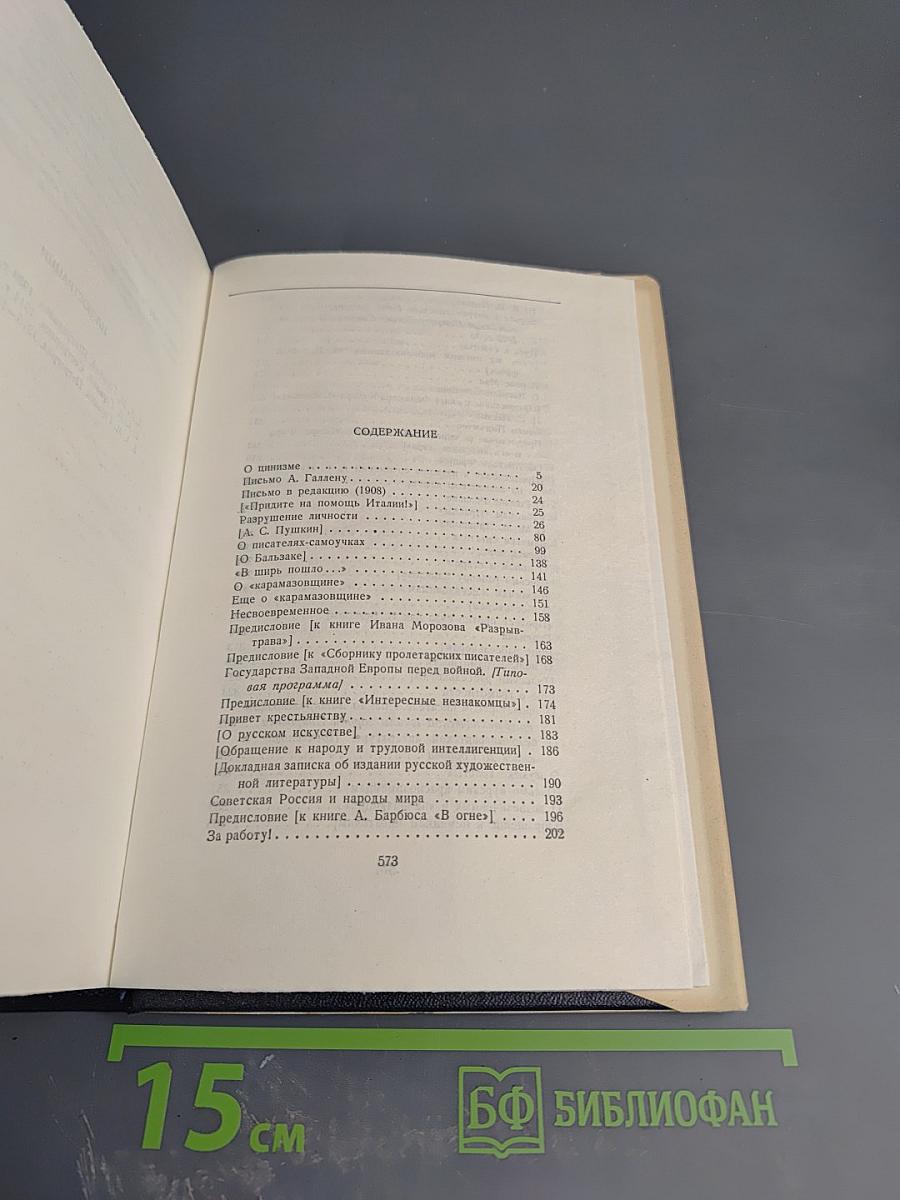 СОДЕРЖАНИЕ
О цинизме . . . . . . . . . . . . . . . . . . . . 5
Письмо А. Галлену. . . . . . . . . . . . . . . . . 20
Письмо в редакцию (1908) . . . . . . . . . . . . . 24
[«Придите на помощь Италии!»] . . . . . . . . . . 25
Разрушение личности . . . . . . . . . . . . . . . 26
[А. С. Пушкин] . . . . . . . . . . . . . . . . . . 80
О писателях-самоучках . . . . . . . . . . . . . . 99
[О Бальзаке] . . . . . . . . . . . . . . . . . . . 138
«В ширь пошло...» . . . . . . . . . . . . . . . . 141
О «карамазовщине» . . . . . . . . . . . . . . . . 146
Еще о «карамазовщине» . . . . . . . . . . . . . . 151
Несвоевременное . . . . . . . . . . . . . . . . . 158
Предисловие [к книге Ивана Морозова «Разрыв-
трава»] . . . . . . . . . . . . . . . . . . . . . 163
Предисловие [к «Сборнику пролетарских писателей»] 168
Государства Западной Европы перед войной. [Типо-
вая программа] . . . . . . . . . . . . . . . . . . 173
Предисловие [к книге «Интересные незнакомцы»] . 174
Привет крестьянству. . . . . . . . . . . . . . . . 181
[О русском искусстве] . . . . . . . . . . . . . . 183
[Обращение к народу и трудовой интеллигенции] . 186
[Докладная записка об издании русской художествен-
ной литературы] . . . . . . . . . . . . . . . . . 190
Советская Россия и народы мира . . . . . . . . . . 193
Предисловие [к книге А. Барбюса «В огне»] . . . . 196
За работу! . . . . . . . . . . . . . . . . . . . . 202
573
15 см
БФ БИБЛИОФАН